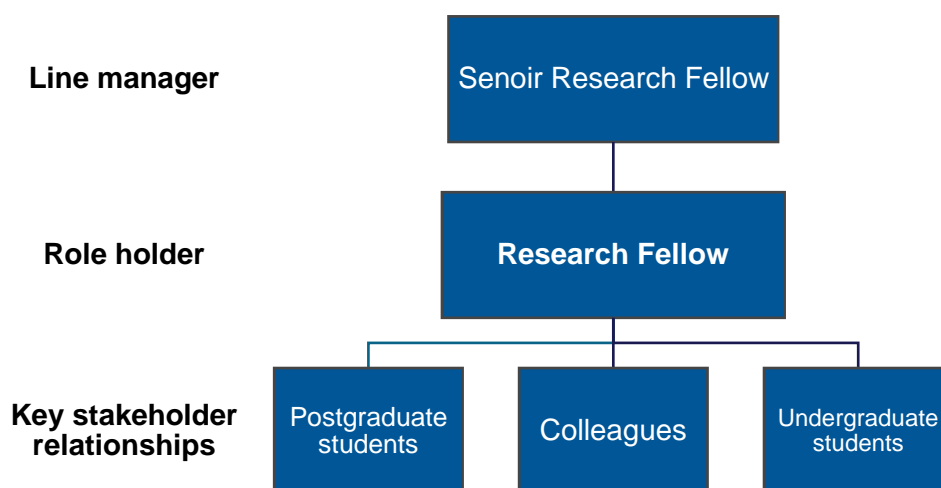 Line manager
Senoir Research Fellow
Role holder
Research Fellow
Key stakeholder
relationships
Postgraduate
students
Colleagues
Undergraduate
students